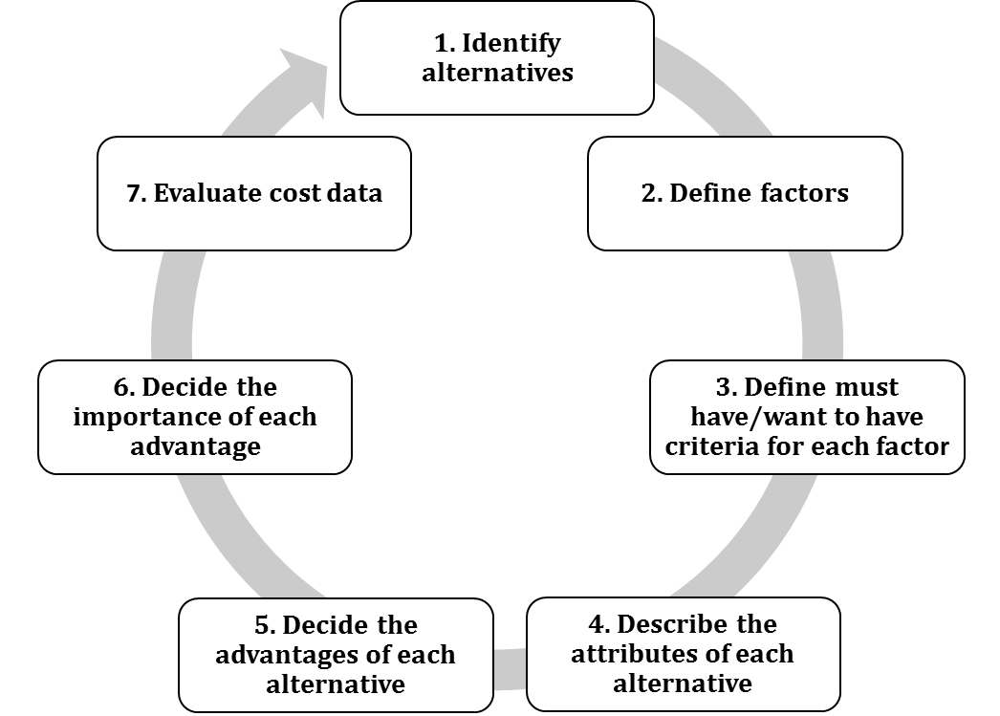 1. Identify
alternatives
2. Define factors
3. Define must
have/want to have
criteria for each factor
4. Describe the
attributes of each
alternative
5. Decide the
advantages of each
alternative
6. Decide the
importance of each
advantage
7. Evaluate cost data